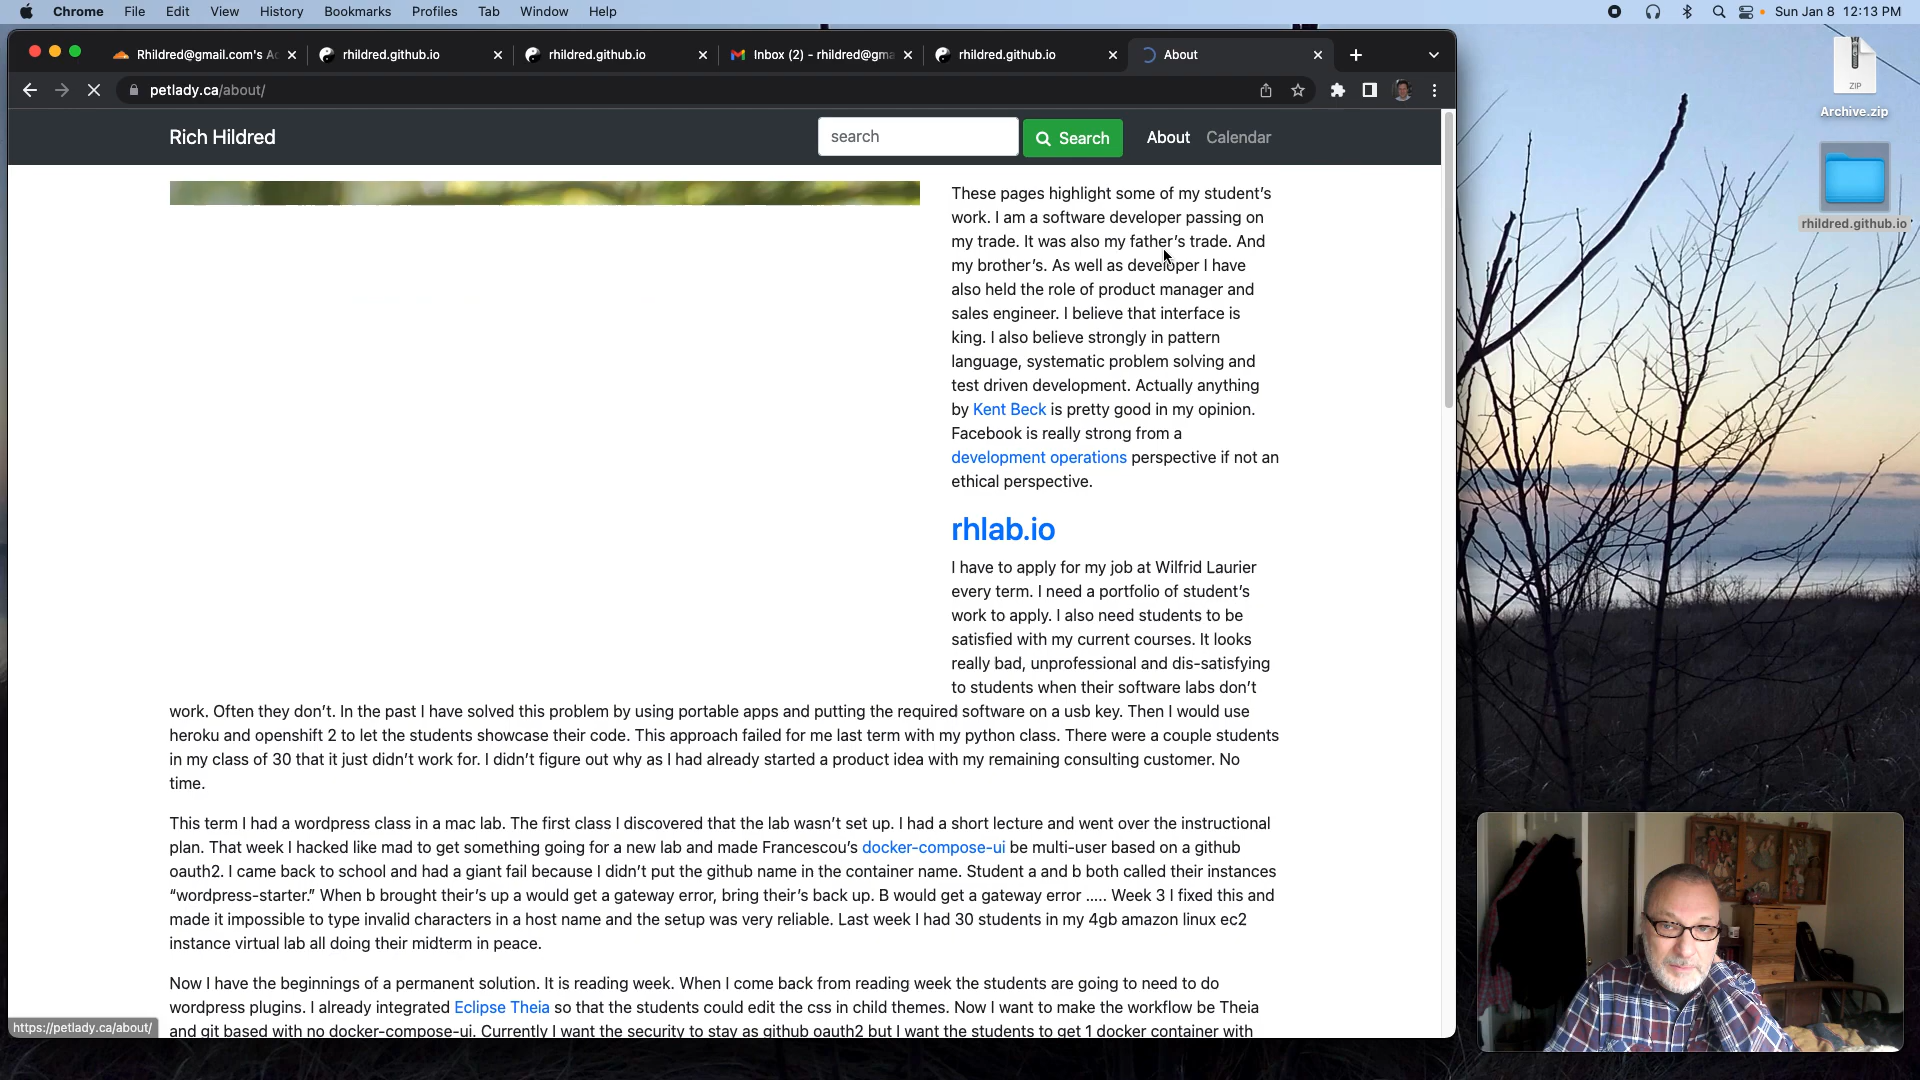 Chrome File Edit View History Bookmarks Profiles Tab Window Help
Sun Jan 8 12:13 PM
Rhildred@gmail.com's Ac
rhildred.github.io
rhildred.github.io
Inbox (2) - rhildred@gma
rhildred.github.io
About
petlady.ca/about/
Rich Hildred
search
Search
About
Calendar
These pages highlight some of my student's
work. I am a software developer passing on
my trade. It was also my father's trade. And
my brother's. As well as developer I have
also held the role of product manager and
sales engineer. I believe that interface is
king. I also believe strongly in pattern
language, systematic problem solving and
test driven development. Actually anything
by Kent Beck is pretty good in my opinion.
Facebook is really strong from a
development operations perspective if not an
ethical perspective.
rhlab.io
I have to apply for my job at Wilfrid Laurier
every term. I need a portfolio of student's
work to apply. I also need students to be
satisfied with my current courses. It looks
really bad, unprofessional and dis-satisfying
to students when their software labs don't
work. Often they don't. In the past I have solved this problem by using portable apps and putting the required software on a usb key. Then I would use
heroku and openshift 2 to let the students showcase their code. This approach failed for me last term with my python class. There were a couple students
in my class of 30 that it just didn't work for. I didn't figure out why as I had already started a product idea with my remaining consulting customer. No
time.
This term I had a wordpress class in a mac lab. The first class I discovered that the lab wasn't set up. I had a short lecture and went over the instructional
plan. That week I hacked like mad to get something going for a new lab and made Francescou's docker-compose-ui be multi-user based on a github
oauth2. I came back to school and had a giant fail because I didn't put the github name in the container name. Student a and b both called their instances
“wordpress-starter.” When b brought their's up a would get a gateway error, bring their's back up. B would get a gateway error ..... Week 3 I fixed this and
made it impossible to type invalid characters in a host name and the setup was very reliable. Last week I had 30 students in my 4gb amazon linux ec2
instance virtual lab all doing their midterm in peace.
Now I have the beginnings of a permanent solution. It is reading week. When I come back from reading week the students are going to need to do
wordpress plugins. I already integrated Eclipse Theia so that the students could edit the css in child themes. Now I want to make the workflow be Theia
and git based with no docker-compose-ui. Currently I want the security to stay as github oauth2 but I want the students to get 1 docker container with
https://petlady.ca/about/
ZIP
Archive.zip
rhildred.github.io